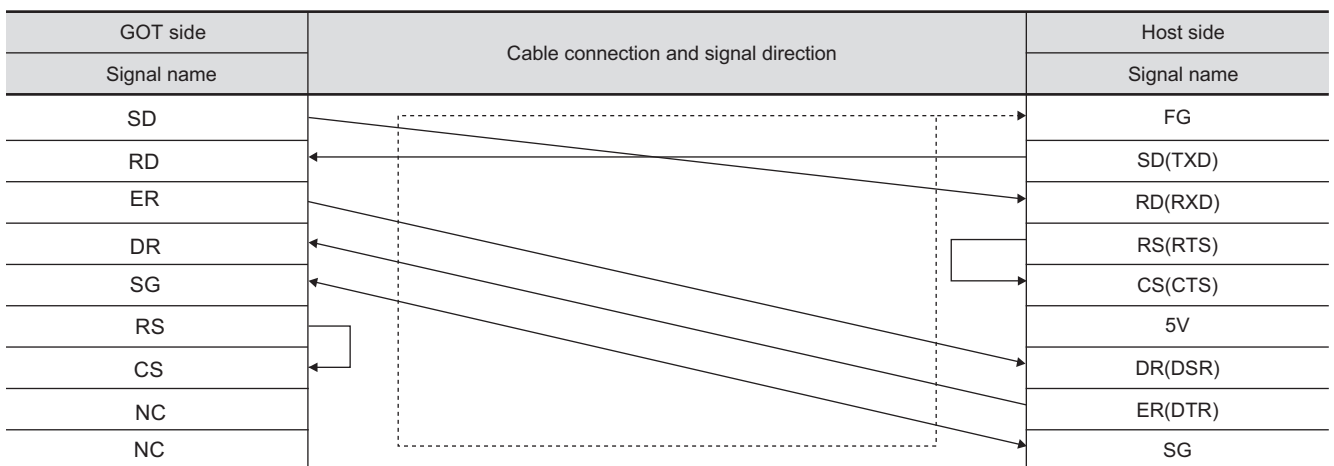 GOT side
Cable connection and signal direction
Host side
Signal name
Signal name
SD
FG
RD
SD(TXD)
ER
RD(RXD)
DR
RS(RTS)
SG
CS(CTS)
RS
5V
CS
DR(DSR)
NC
ER(DTR)
NC
SG